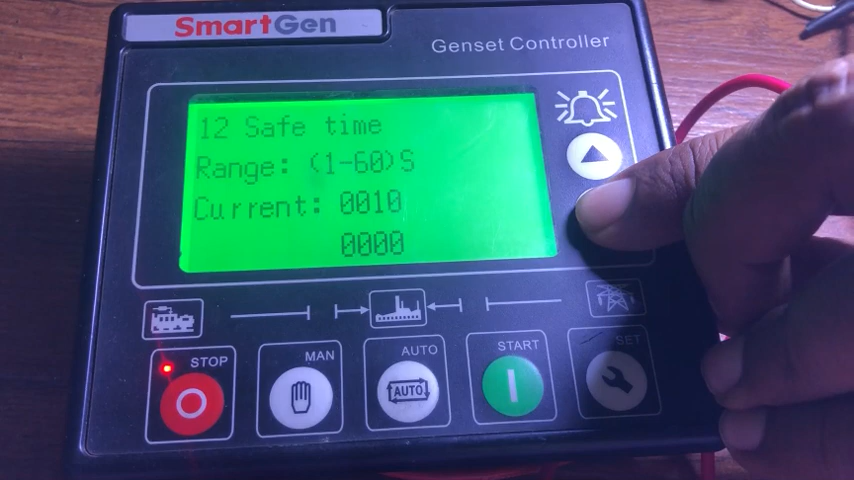 SmartGen
Genset Controller
12 Safe time
Range: (1-60)S
Current: 0010
0000
STOP
MAN
AUTO
START
SET
AUTO